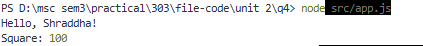 PS D:\msc sem3\practical\303\file-code\unit 2\q4> node src/app.js
Hello, Shraddha!
Square: 100